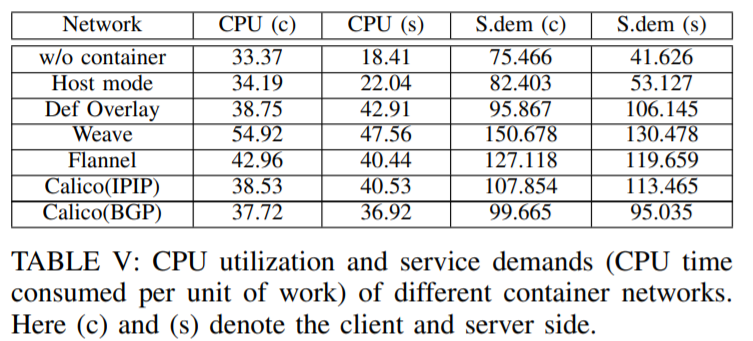 Network CPU (c) CPU (s) S.dem (c) S.dem (s)
w/o container 33.37 18.41 75.466 41.626
Host mode 34.19 22.04 82.403 53.127
Def Overlay 38.75 42.91 95.867 106.145
Weave 54.92 47.56 150.678 130.478
Flannel 42.96 40.44 127.118 119.659
Calico(IPIP) 38.53 40.53 107.854 113.465
Calico(BGP) 37.72 36.92 99.665 95.035
TABLE V: CPU utilization and service demands (CPU time
consumed per unit of work) of different container networks.
Here (c) and (s) denote the client and server side.